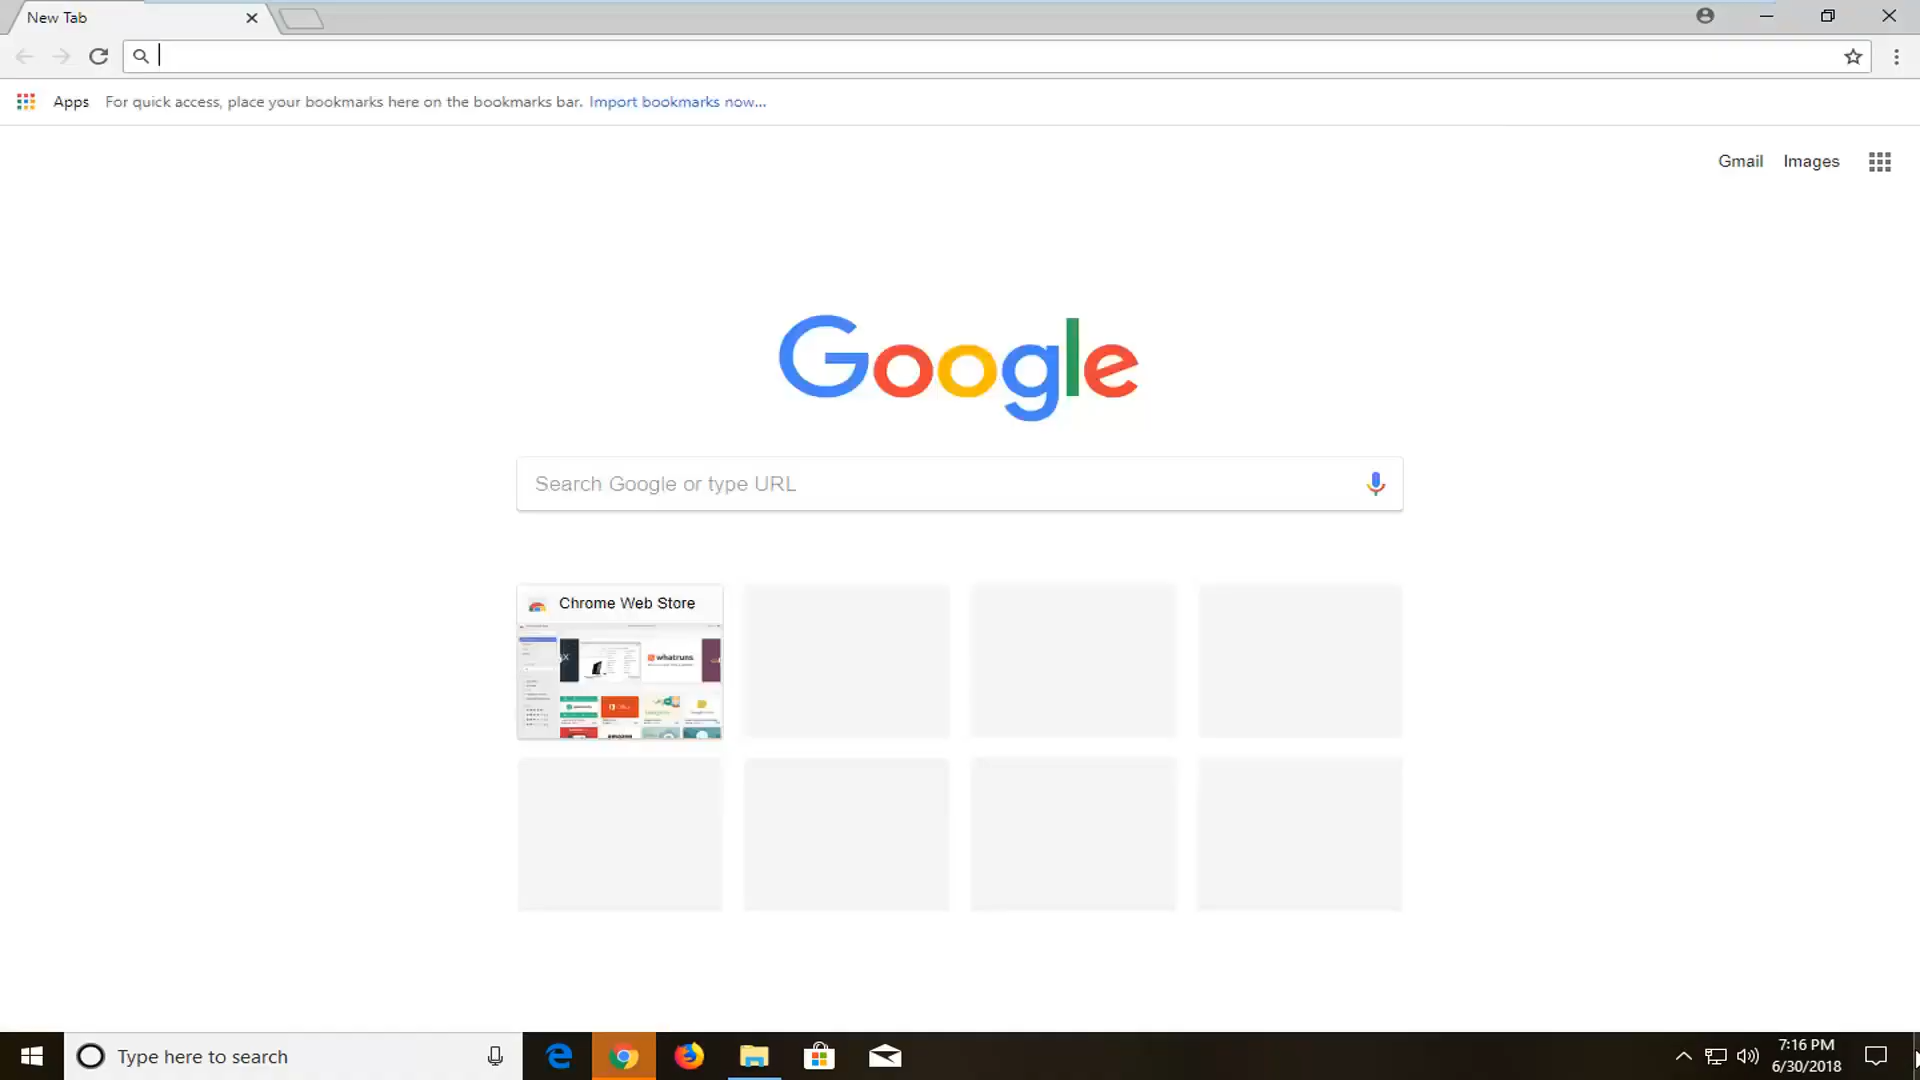 New Tab
Apps For quick access, place your bookmarks here on the bookmarks bar. Import bookmarks now...
Gmail Images
Google
Search Google or type URL
Chrome Web Store
whatruns
Office
amazon
Type here to search
7:16 PM
6/30/2018